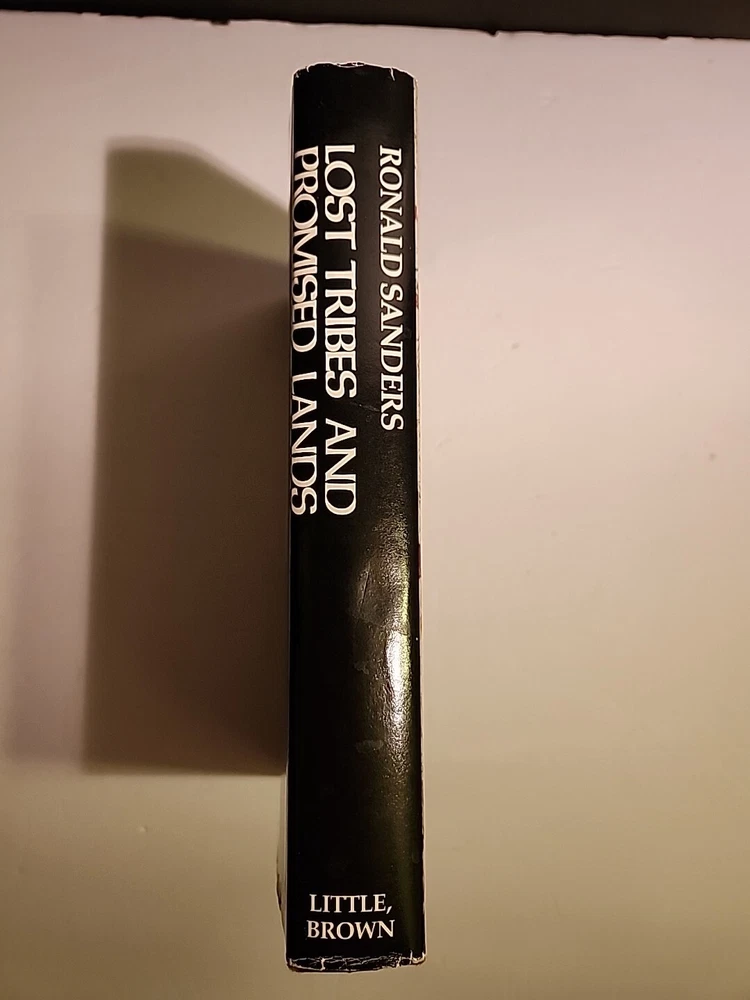 RONALD SANDERS
LOST TRIBES AND
PROMISED LANDS
LITTLE,
BROWN